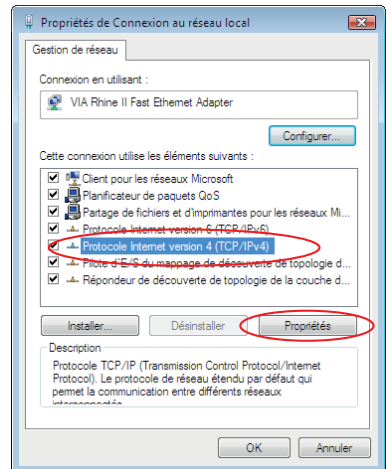 Propriétés de Connexion au réseau local
Gestion de réseau
Connexion en utilisant :
VIA Rhine II Fast Ethernet Adapter
Configurer...
Cette connexion utilise les éléments suivants :
Client pour les réseaux Microsoft
Planificateur de paquets QoS
Partage de fichiers et d'imprimantes pour les réseaux Mi...
Protocole Internet version 6 (TCP/IPv6)
Protocole Internet version 4 (TCP/IPv4)
Pilote d'E/S du mappage de découverte de topologie d...
Répondeur de découverte de topologie de la couche d...
Installer...
Désinstaller
Propriétés
Description
Protocole TCP/IP (Transmission Control Protocol/Internet
Protocol). Le protocole de réseau étendu par défaut qui
permet la communication entre différents réseaux
interconnectés
OK
Annuler